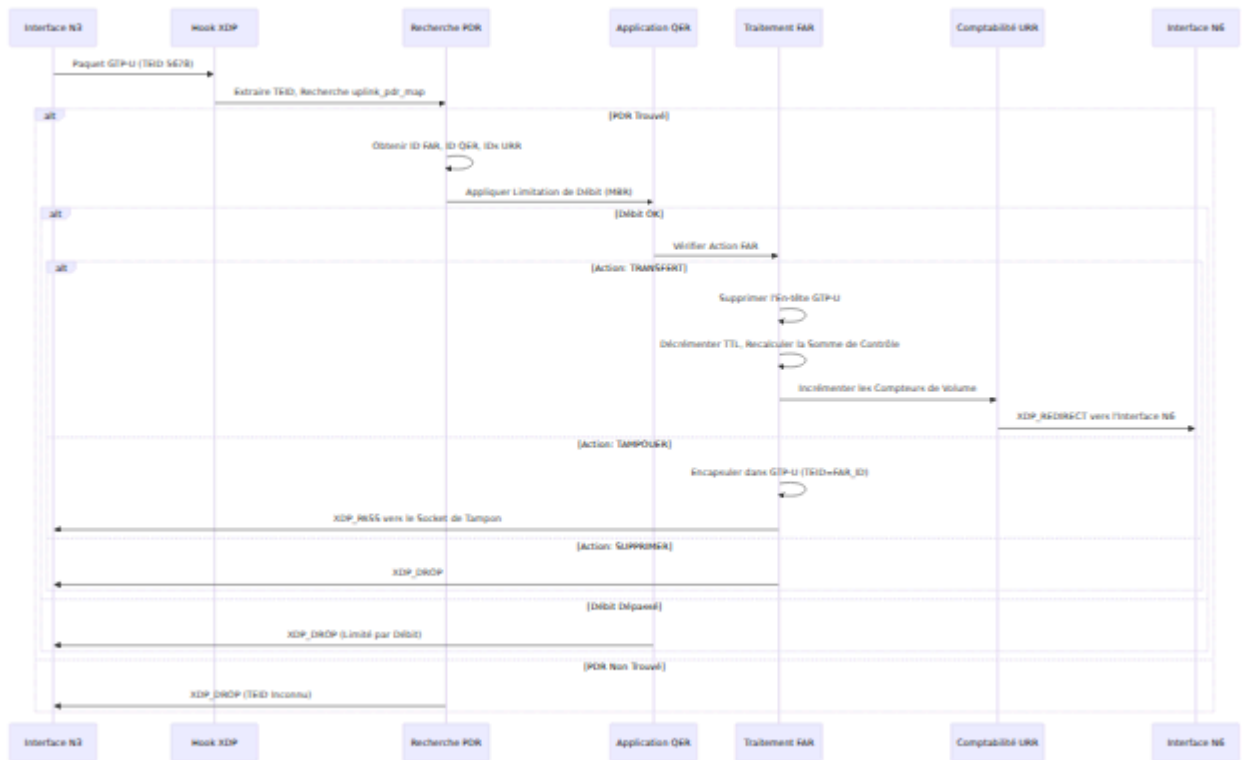 Interface N3
Hook XDP
Recherche PDR
Application QER
Traitement FAR
Comptabilité URR
Interface N6
Paquet GTP-U (TEID 5678)
Extraire TEID, Recherche uplink_pdr_map
alt
[PDR Trouvé]
Obtenir ID FAR, ID QER, IDs URR
Appliquer Limitation de Débit (MBR)
alt
[Débit OK]
Vérifier Action FAR
alt
[Action: TRANSFERT]
Supprimer l'En-tête GTP-U
Décrémenter TTL, Recalculer la Somme de Contrôle
Incrémenter les Compteurs de Volume
XDP_REDIRECT vers l'Interface N6
[Action: TAMPOUER]
Encapsuler dans GTP-U (TEID=FAR_ID)
XDP_PASS vers le Socket de Tampon
[Action: SUPPRIMER]
XDP_DROP
[Débit Dépassé]
XDP_DROP (Limité par Débit)
[PDR Non Trouvé]
XDP_DROP (TEID Inconnu)
Interface N3
Hook XDP
Recherche PDR
Application QER
Traitement FAR
Comptabilité URR
Interface N6